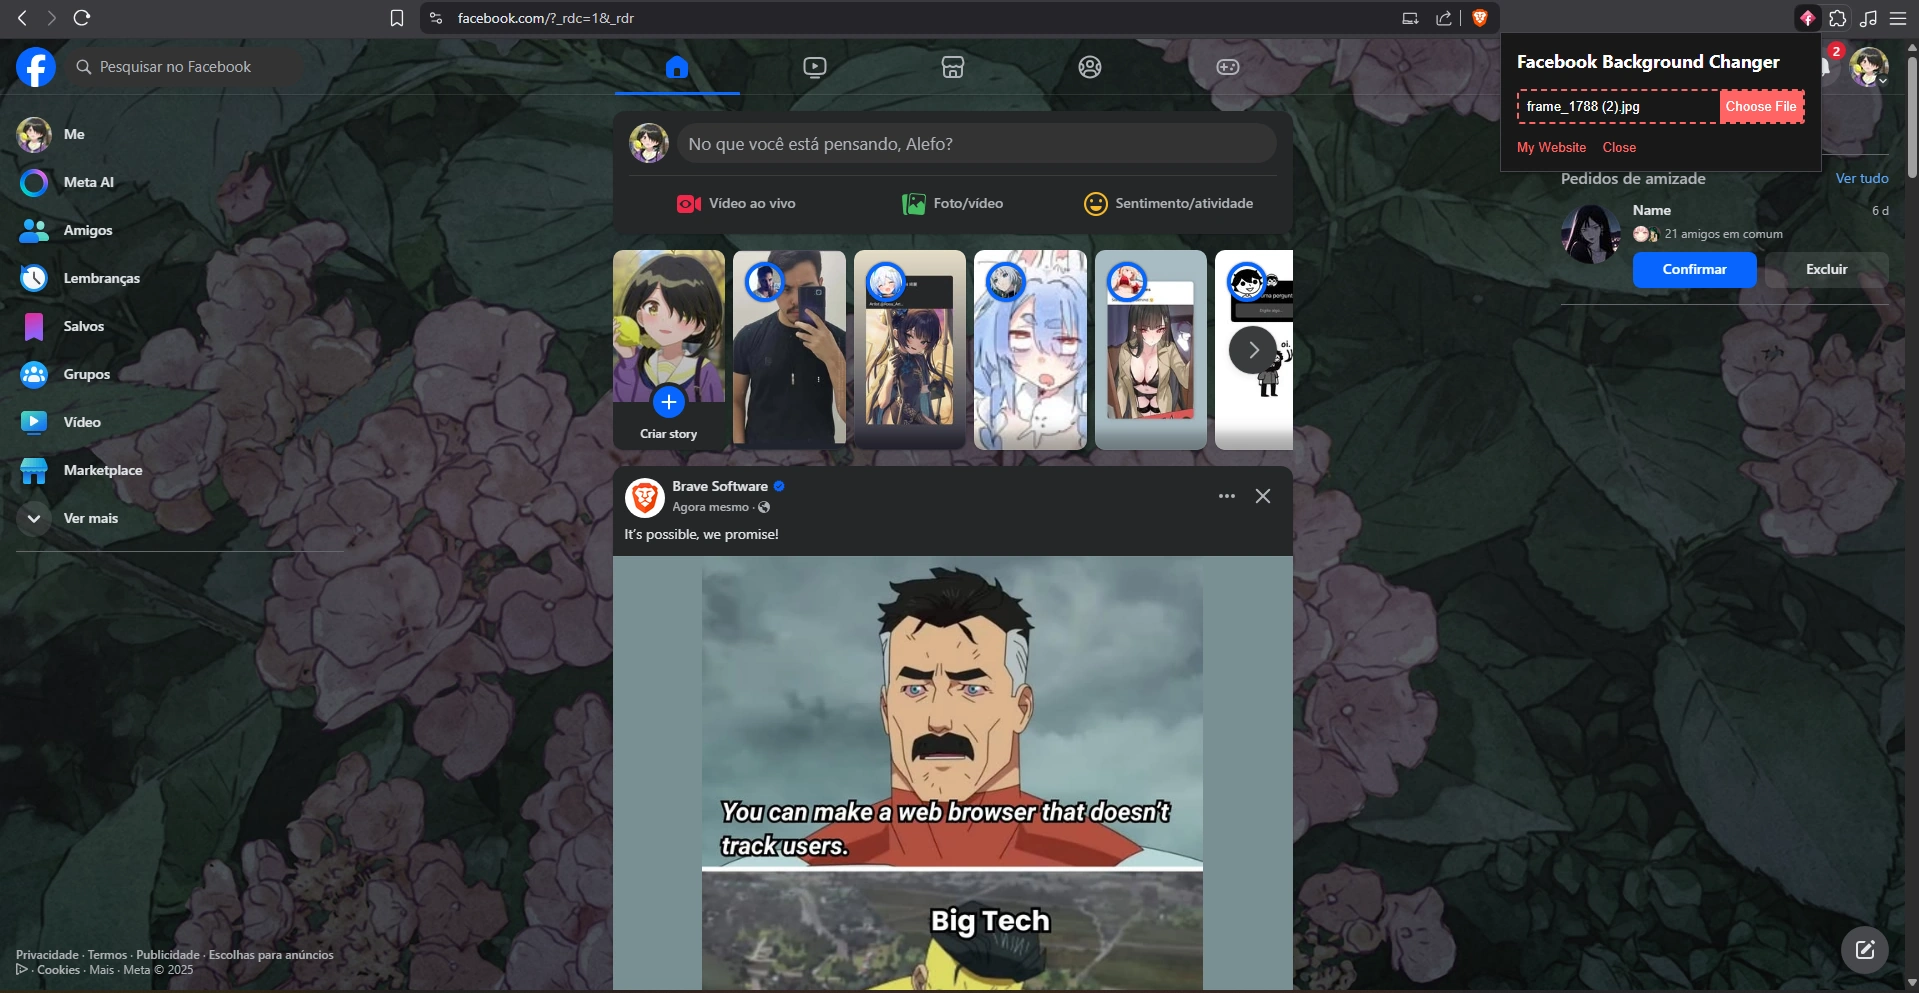 facebook.com/?_rdc=1&_rdr
Facebook Background Changer
frame_1788 (2).jpg
Choose File
My Website
Close
2
Pesquisar no Facebook
Me
Meta AI
Amigos
Lembranças
Salvos
Grupos
Vídeo
Marketplace
Ver mais
No que você está pensando, Alefo?
Vídeo ao vivo
Foto/vídeo
Sentimento/atividade
Criar story
oi.
Brave Software
Agora mesmo ·
It's possible, we promise!
You can make a web browser that doesn't
track users.
Big Tech
Pedidos de amizade
Ver tudo
Name
6 d
21 amigos em comum
Confirmar
Excluir
Privacidade · Termos · Publicidade · Escolhas para anúncios
· Cookies · Mais · Meta © 2025